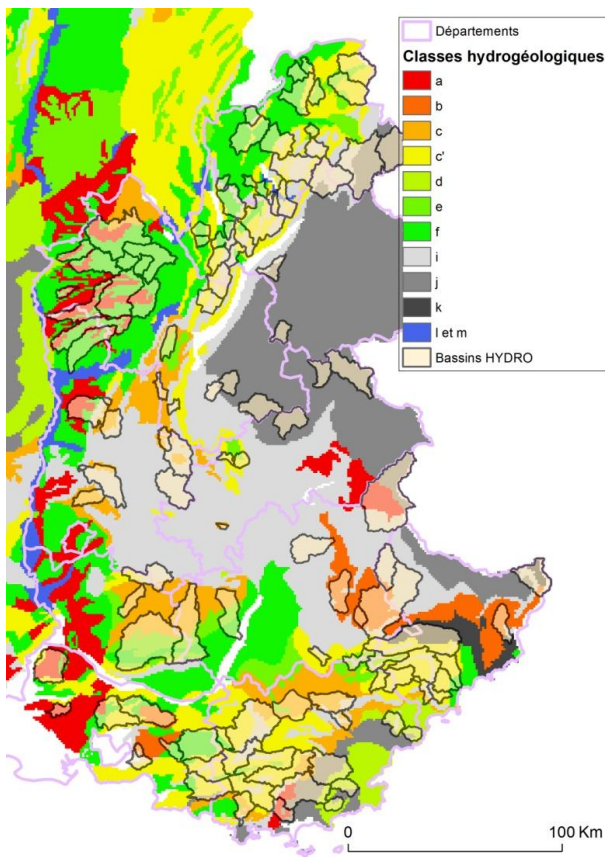 Départements
Classes hydrogéologiques
a
b
c
c'
d
e
f
i
j
k
l et m
Bassins HYDRO
0 100 Km